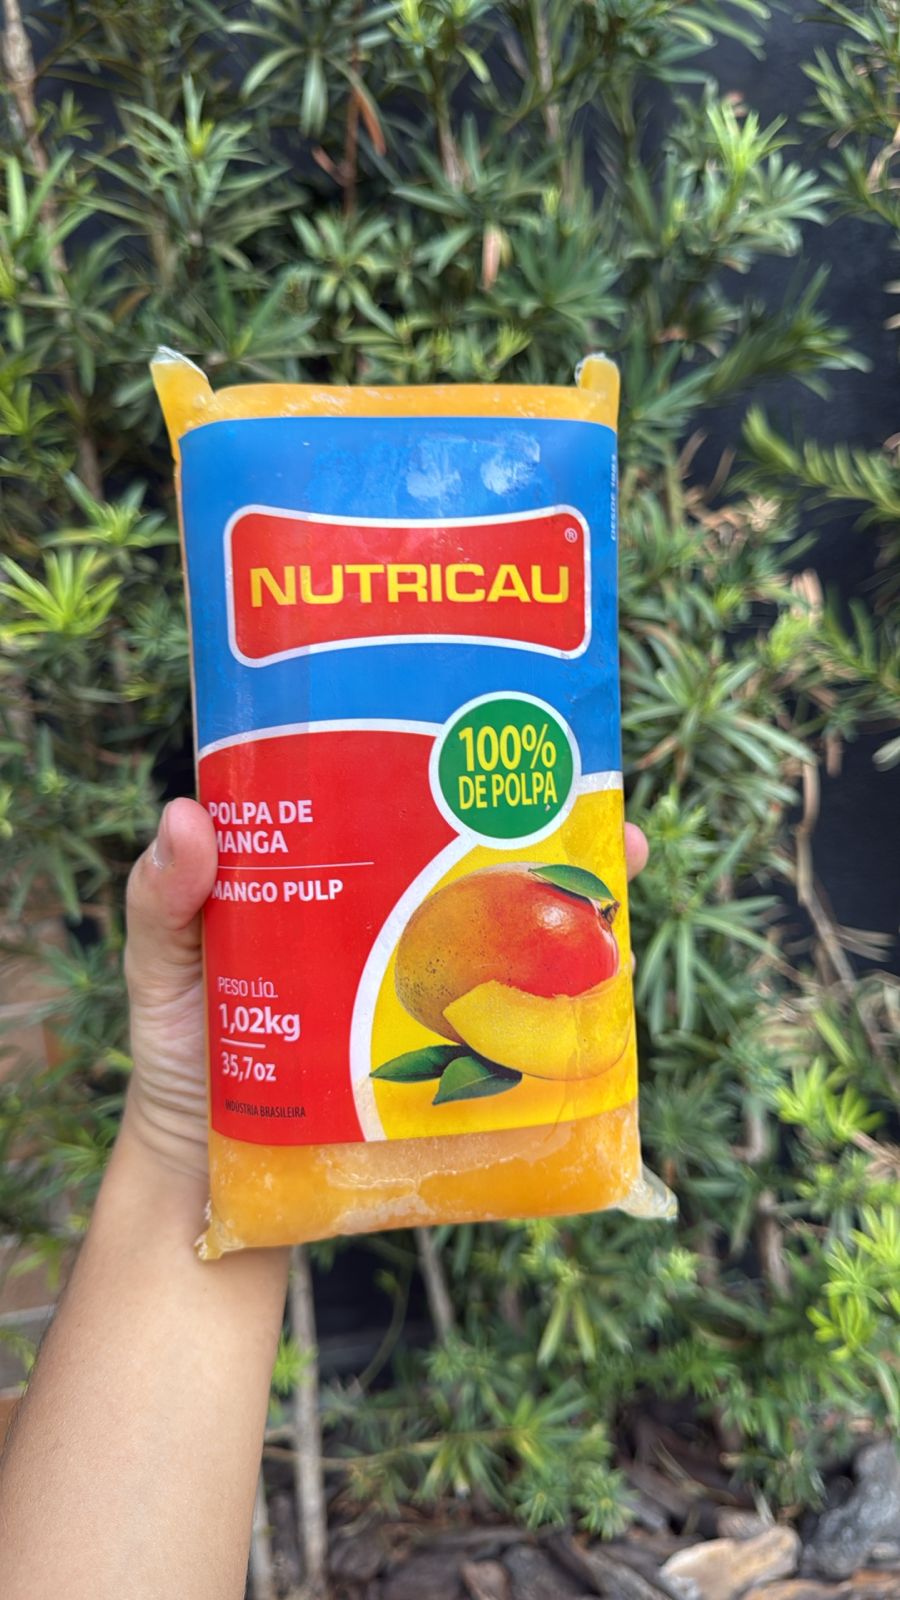 DESDE 1983
NUTRICAU
®
100%
DE POLPA
POLPA DE
MANGA
MANGO PULP
PESO LÍQ.
1,02kg
35,7oz
INDÚSTRIA BRASILEIRA